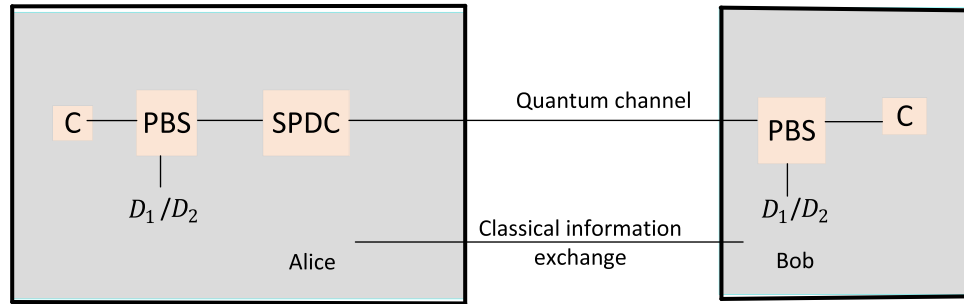 Quantum channel
C
PBS
SPDC
PBS
C
D₁/D₂
D₁/D₂
Classical information
exchange
Alice
Bob